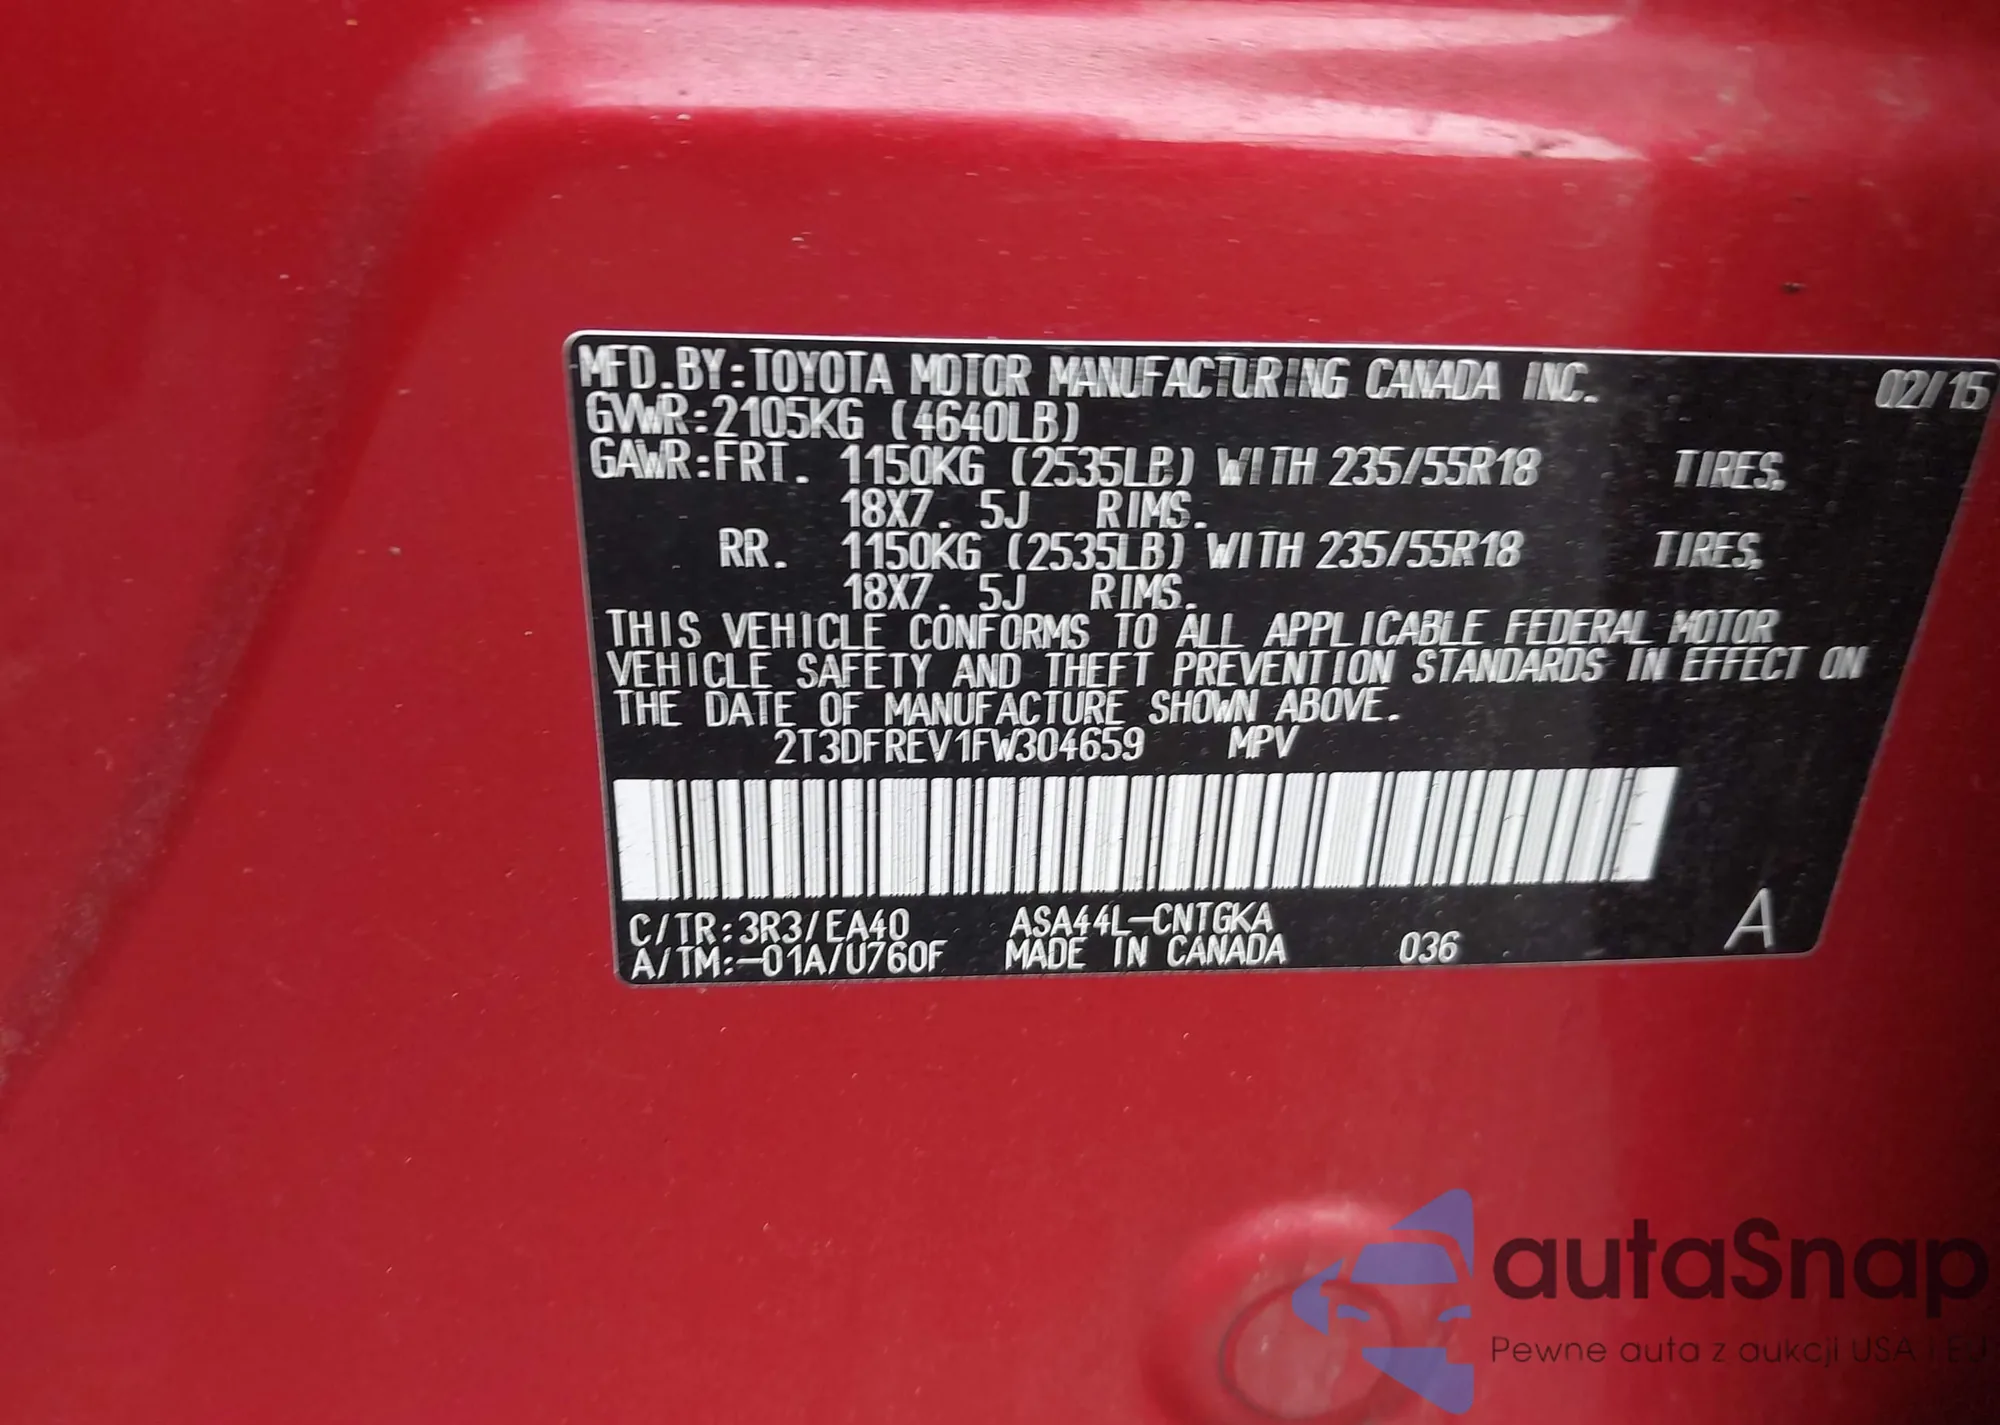 MFD.BY:TOYOTA MOTOR MANUFACTURING CANADA INC. 02/15
GVWR:2105KG (4640LB)
GAWR:FRT. 1150KG (2535LB) WITH 235/55R18 TIRES,
18X7. 5J RIMS.
RR. 1150KG (2535LB) WITH 235/55R18 TIRES,
18X7. 5J RIMS.
THIS VEHICLE CONFORMS TO ALL APPLICABLE FEDERAL MOTOR
VEHICLE SAFETY AND THEFT PREVENTION STANDARDS IN EFFECT ON
THE DATE OF MANUFACTURE SHOWN ABOVE.
2T3DFREV1FW304659 MPV
C/TR:3R3/EA40 ASA44L-CNTGKA
A/TM:-01A/U760F MADE IN CANADA 036 A
autaSnap
Pewne auta z aukcji USA i EU